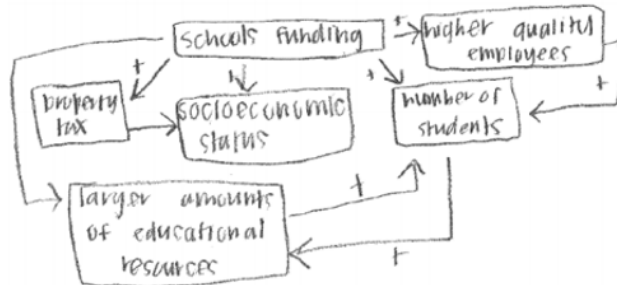 schools funding
higher quality
employees
property
tax
socioeconomic
status
number of
students
larger amounts
of educational
resources
+
+
+
+
+
+
+